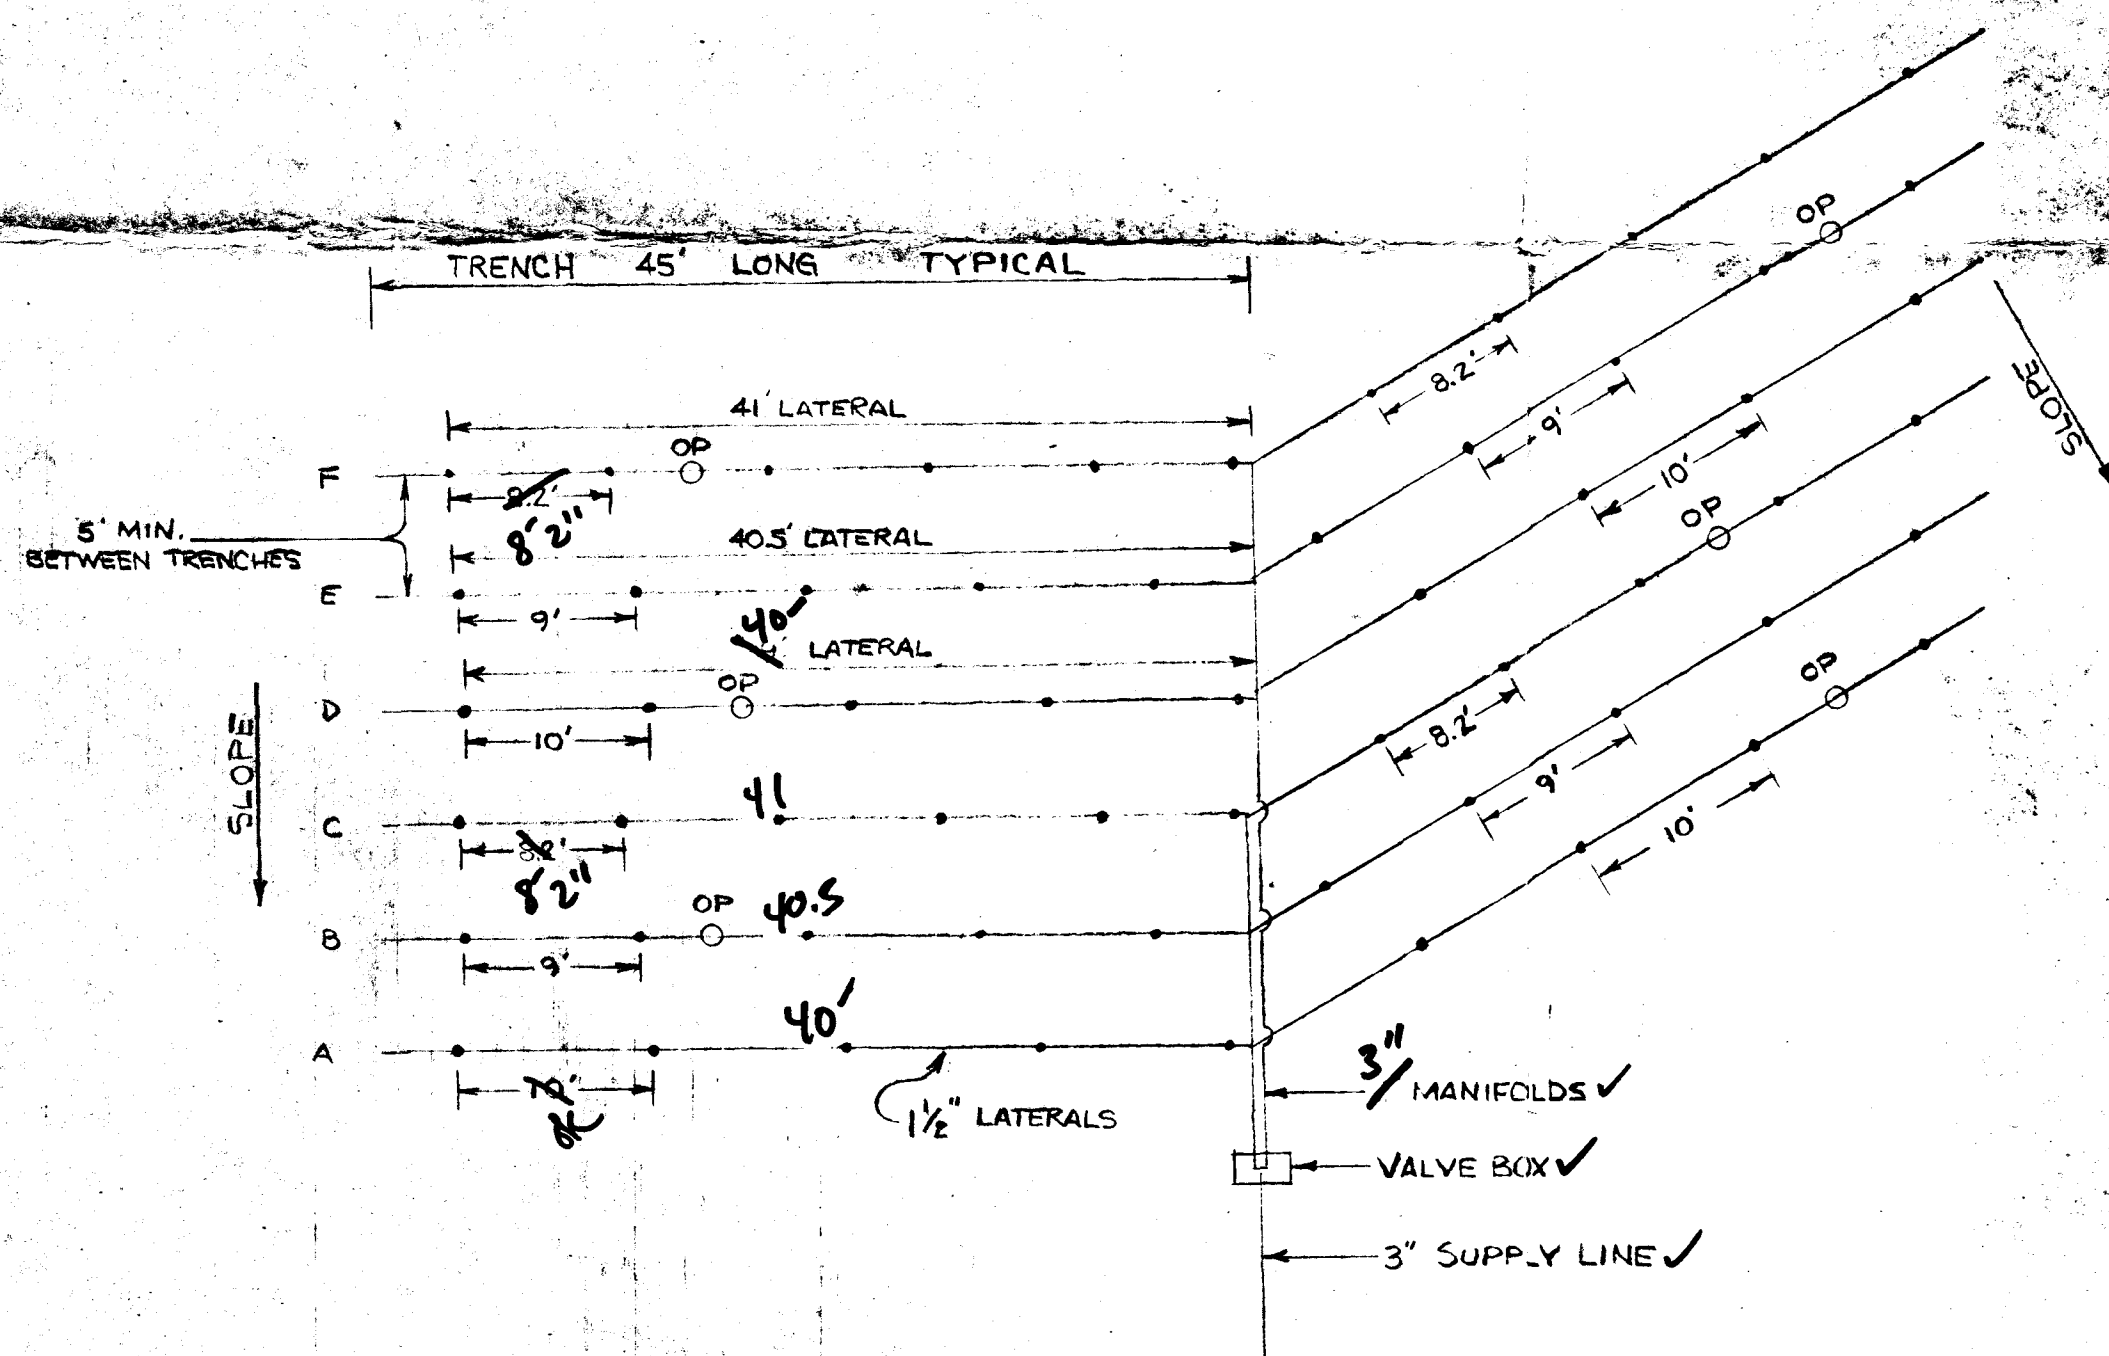 TRENCH 45' LONG TYPICAL
41' LATERAL
OP
F
8.2'
8'2"
5' MIN.
BETWEEN TRENCHES
40.5' LATERAL
E
9'
40'
LATERAL
OP
D
10'
41
C
8.2'
8'2"
OP
40.5
B
9'
40'
A
10'
OK
1½" LATERALS
SLOPE
OP
8.2'
9'
10'
OP
8.2'
9'
10'
OP
SLOPE
3" MANIFOLDS ✓
VALVE BOX ✓
3" SUPPLY LINE ✓